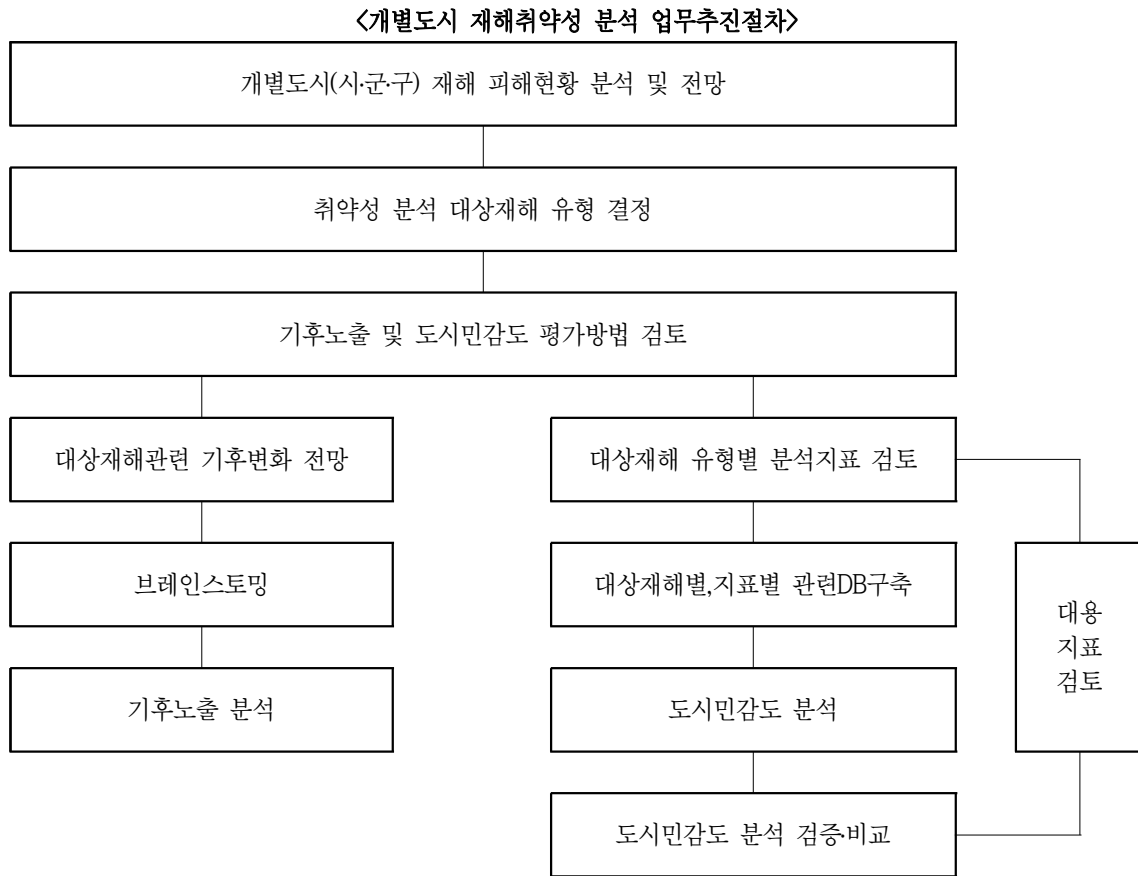 <개별도시 재해취약성 분석 업무추진절차>
개별도시(시·군·구) 재해 피해현황 분석 및 전망
취약성 분석 대상재해 유형 결정
기후노출 및 도시민감도 평가방법 검토
대상재해관련 기후변화 전망
대상재해 유형별 분석지표 검토
브레인스토밍
대상재해별,지표별 관련DB구축
대용
지표
검토
기후노출 분석
도시민감도 분석
도시민감도 분석 검증·비교